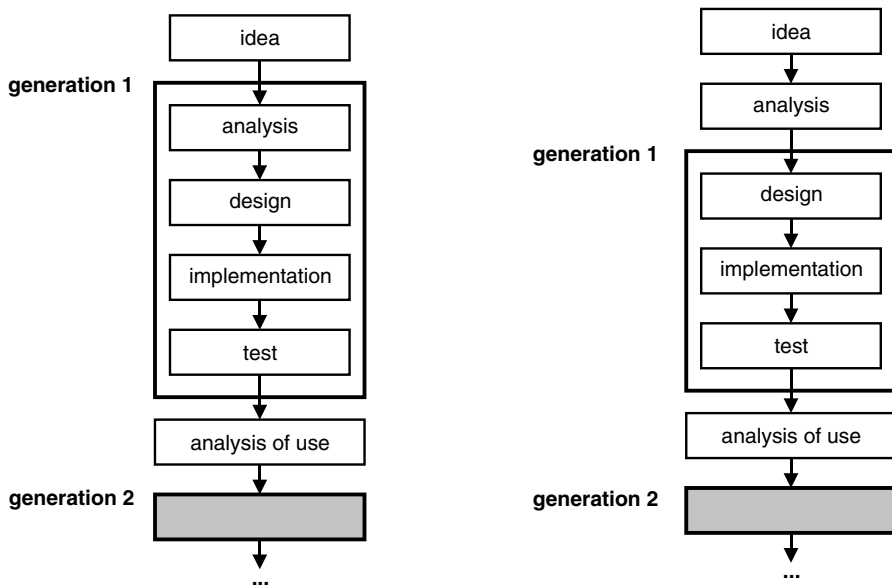 idea
generation 1
analysis
design
implementation
test
analysis of use
generation 2
...
idea
analysis
generation 1
design
implementation
test
analysis of use
generation 2
...